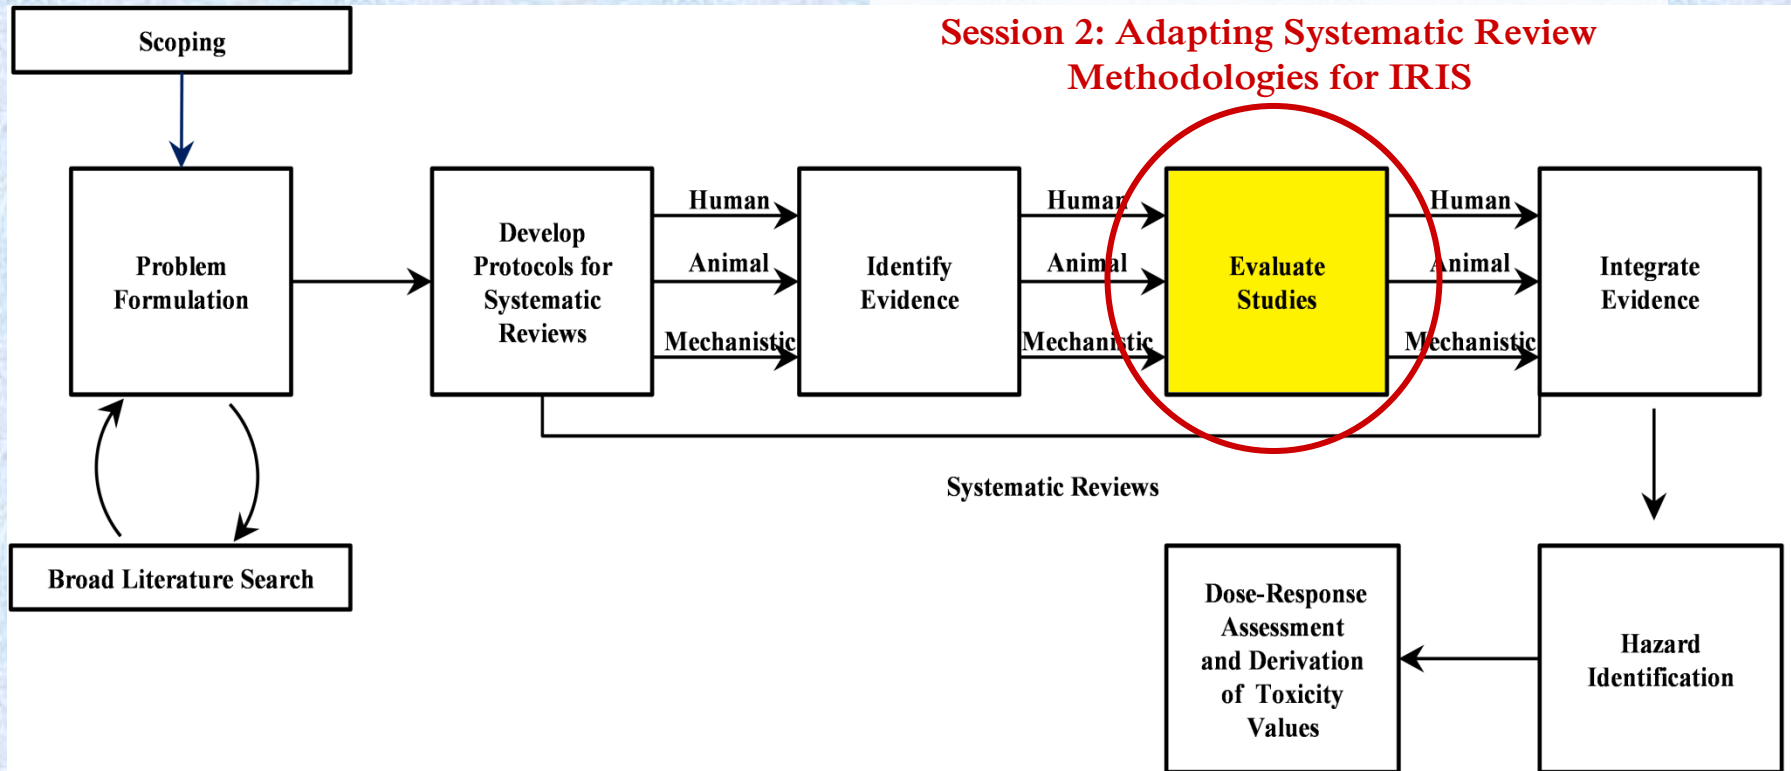 Session 2: Adapting Systematic Review
Methodologies for IRIS
Scoping
Problem
Formulation
Broad Literature Search
Develop
Protocols for
Systematic
Reviews
Human
Animal
Mechanistic
Identify
Evidence
Human
Animal
Mechanistic
Evaluate
Studies
Human
Animal
Mechanistic
Integrate
Evidence
Systematic Reviews
Hazard
Identification
Dose-Response
Assessment
and Derivation
of Toxicity
Values